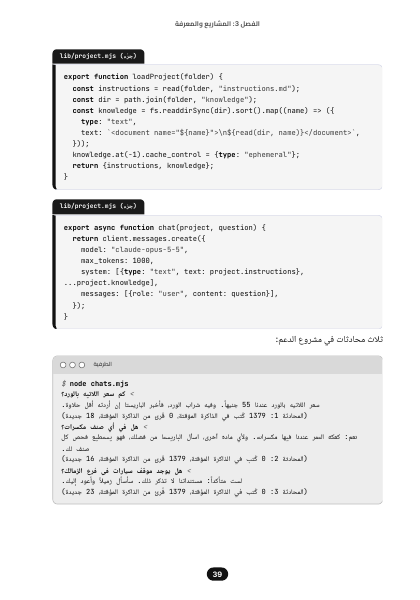 الفصل 3: المشاريع والمعرفة
lib/project.mjs (جزء)
export function loadProject(folder) {
const instructions = read(folder, "instructions.md");
const dir = path.join(folder, "knowledge");
const knowledge = fs.readdirSync(dir).sort().map((name) => ({
type: "text",
text: `<document name="${name}">\n${read(dir, name)}</document>`,
}));
knowledge.at(-1).cache_control = {type: "ephemeral"};
return {instructions, knowledge};
}
lib/project.mjs (جزء)
export async function chat(project, question) {
return client.messages.create({
model: "claude-opus-5-5",
max_tokens: 1000,
system: [{type: "text", text: project.instructions},
...project.knowledge],
messages: [{role: "user", content: question}],
});
}
ثلاث محادثات في مشروع الدعم:
الطرفية
$ node chats.mjs
> كم سعر اللاتيه بالورد؟
سعر اللاتيه بالورد عندنا 55 جنيهاً. وفيه شراب الورد، فأخبر الباريستا إن أردته أقل حلاوة.
(المحادثة 1: 1379 كُتب في الذاكرة المؤقتة، 0 قُرئ من الذاكرة المؤقتة، 18 جديدة)
> هل في أي صنف مكسرات؟
نعم: كعكة التمر عندنا فيها مكسرات. ولأي مادة أخرى، اسأل الباريستا من فضلك، فهو يستطيع فحص كل
صنف لك.
(المحادثة 2: 0 كُتب في الذاكرة المؤقتة، 1379 قُرئ من الذاكرة المؤقتة، 16 جديدة)
> هل يوجد موقف سيارات في فرع الزمالك؟
لست متأكداً: مستنداتنا لا تذكر ذلك. سأسأل زميلاً وأعود إليك.
(المحادثة 3: 0 كُتب في الذاكرة المؤقتة، 1379 قُرئ من الذاكرة المؤقتة، 23 جديدة)
39